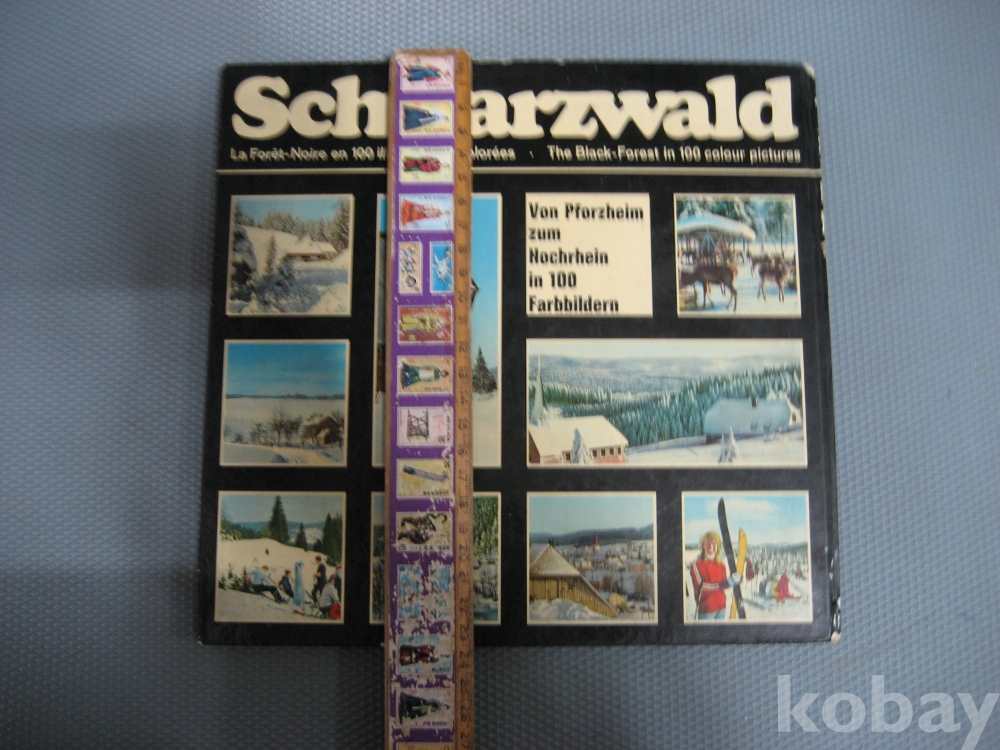 Sch arzwald
La Forêt-Noire en 100 lorées · The Black-Forest in 100 colour pictures
Von Pforzheim
zum
Hochrhein
in 100
Farbbildern
kobay